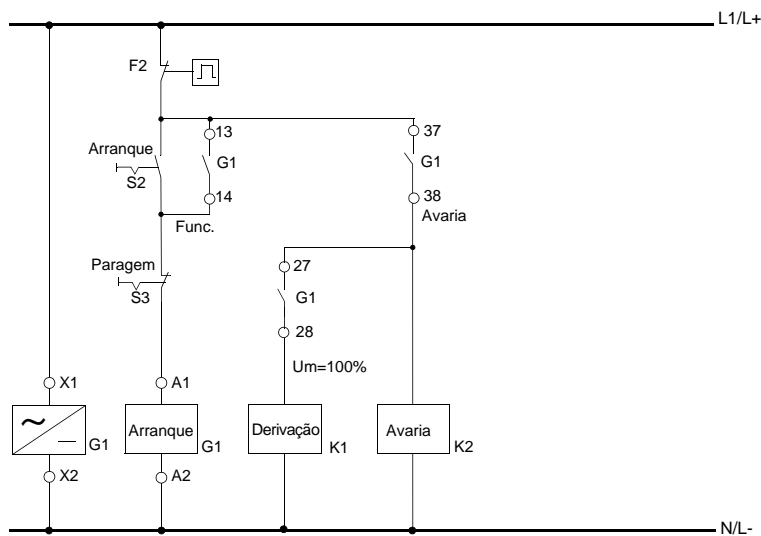 L1/L+
F2
13
37
Arranque
G1
G1
S2
14
38
Func.
Avaria
Paragem
27
S3
G1
28
Um=100%
X1
A1
~
Arranque
Derivação
Avaria
G1
G1
K1
K2
X2
A2
N/L-